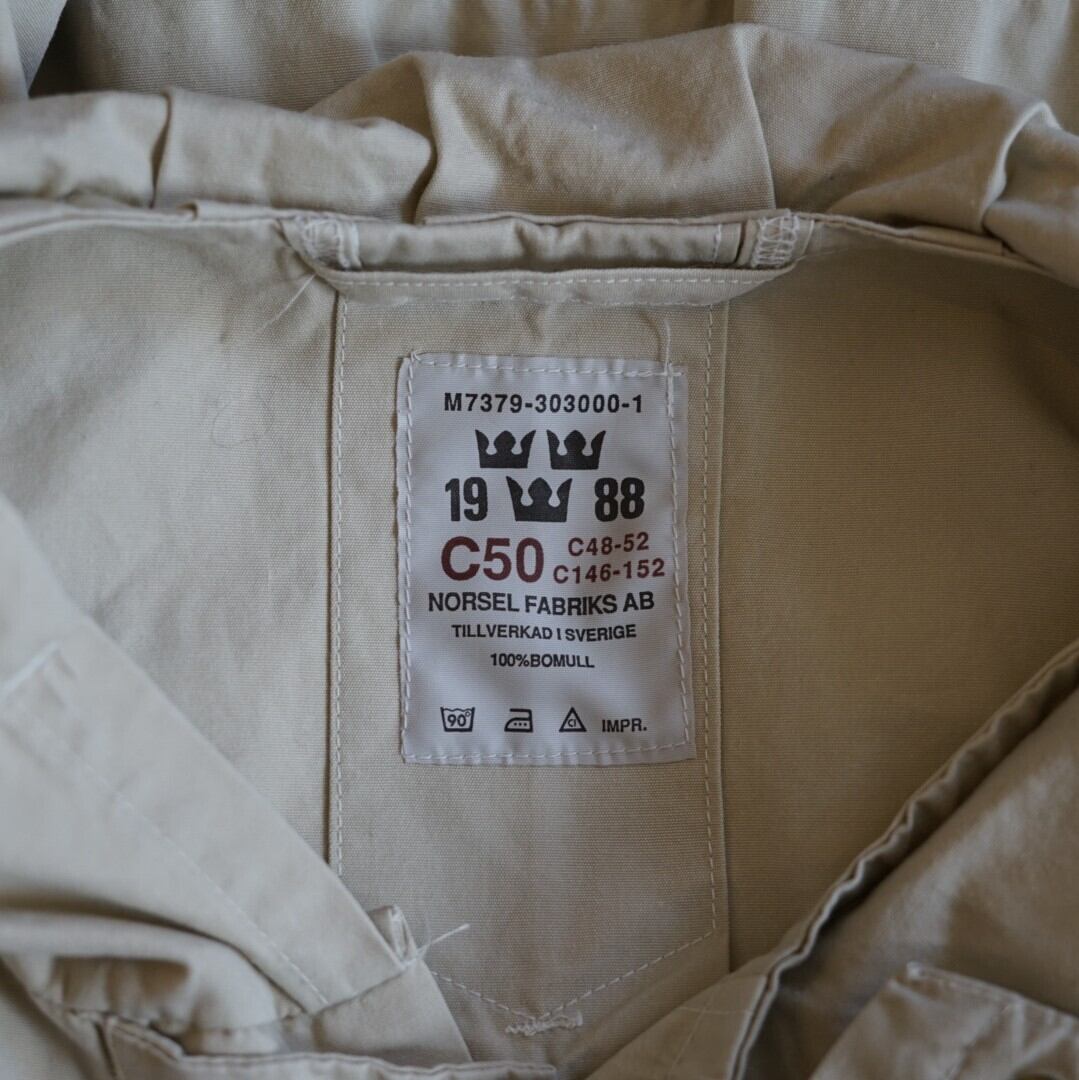 M7379-303000-1
19 88
C50 C48-52
C146-152
NORSEL FABRIKS AB
TILLVERKAD I SVERIGE
100%BOMULL
90° Cl IMPR.